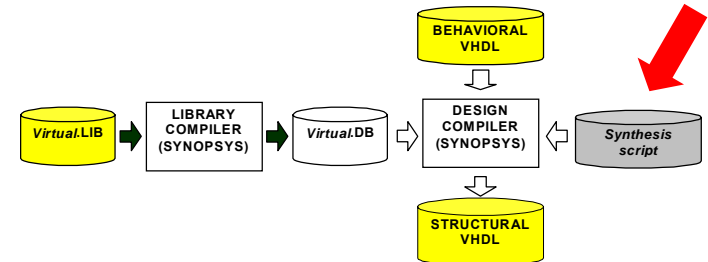 BEHAVIORAL
VHDL
Virtual.LIB
LIBRARY
COMPILER
(SYNOPSYS)
Virtual.DB
DESIGN
COMPILER
(SYNOPSYS)
Synthesis
script
STRUCTURAL
VHDL